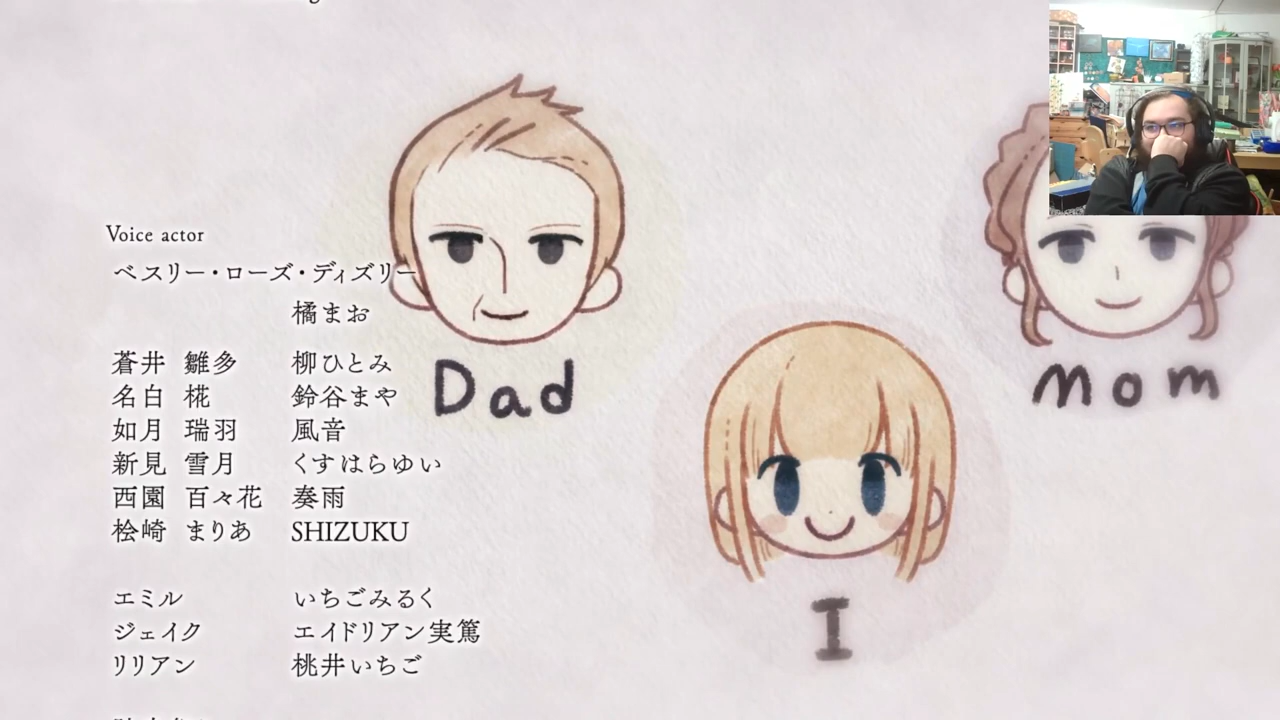 Voice actor
ベスリー・ローズ・ディズリー
橘まお
蒼井 雛多 柳ひとみ
名白 椛 鈴谷まや
如月 瑞羽 風音
新見 雪月 くすはらゆい
西園 百々花 奏雨
桧崎 まりあ SHIZUKU
エミル いちごみるく
ジェイク エイドリアン実篤
リリアン 桃井いちご
Dad
Mom
I